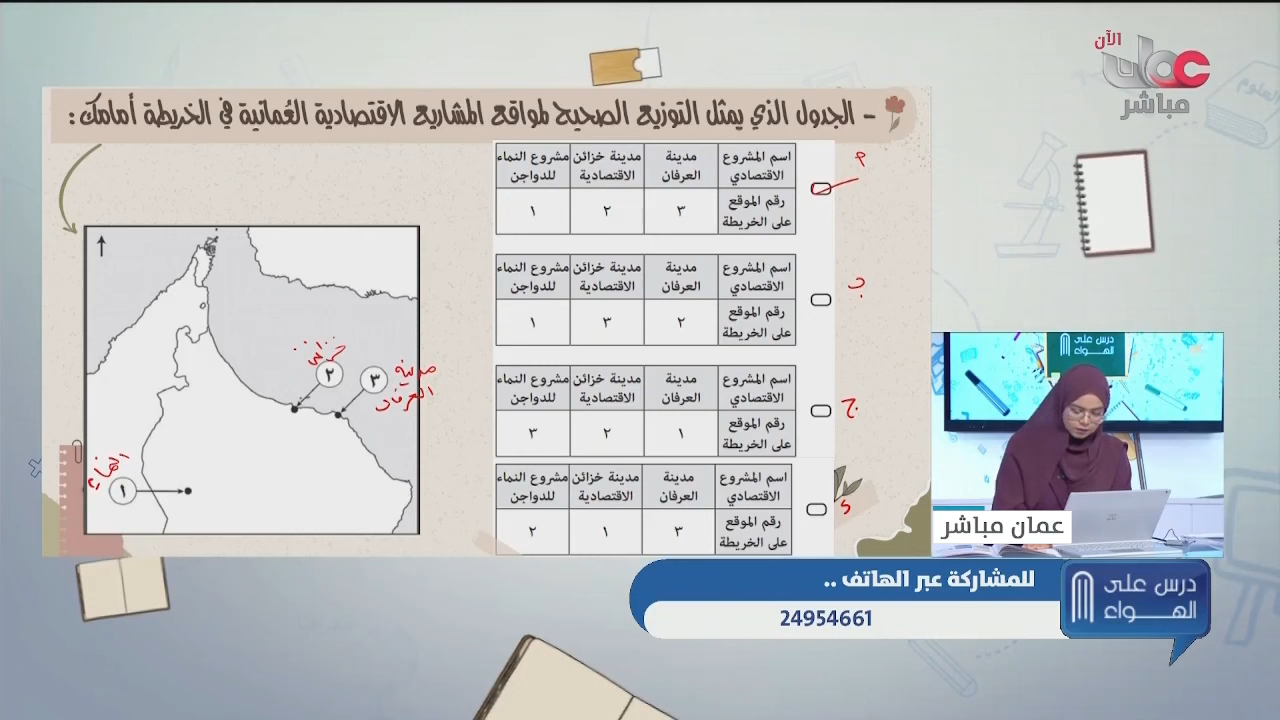 الآن
عمان
مباشر
- الجدول الذي يمثل التوزيع الصحيح لمواقع المشاريع الاقتصادية العُمانية في الخريطة أمامك:
أ
اسم المشروع الاقتصادي | مدينة العرفان | مدينة خزائن الاقتصادية | مشروع النماء للدواجن
رقم الموقع على الخريطة | ٣ | ٢ | ١
ب
اسم المشروع الاقتصادي | مدينة العرفان | مدينة خزائن الاقتصادية | مشروع النماء للدواجن
رقم الموقع على الخريطة | ٢ | ٣ | ١
ج
اسم المشروع الاقتصادي | مدينة العرفان | مدينة خزائن الاقتصادية | مشروع النماء للدواجن
رقم الموقع على الخريطة | ١ | ٢ | ٣
د
اسم المشروع الاقتصادي | مدينة العرفان | مدينة خزائن الاقتصادية | مشروع النماء للدواجن
رقم الموقع على الخريطة | ٣ | ١ | ٢
خزائن
٢
٣
مدينة
العرفان
النماء
١
درس على
الهواء
عمان مباشر
للمشاركة عبر الهاتف ..
24954661
درس على
الهـــواء
العلوم